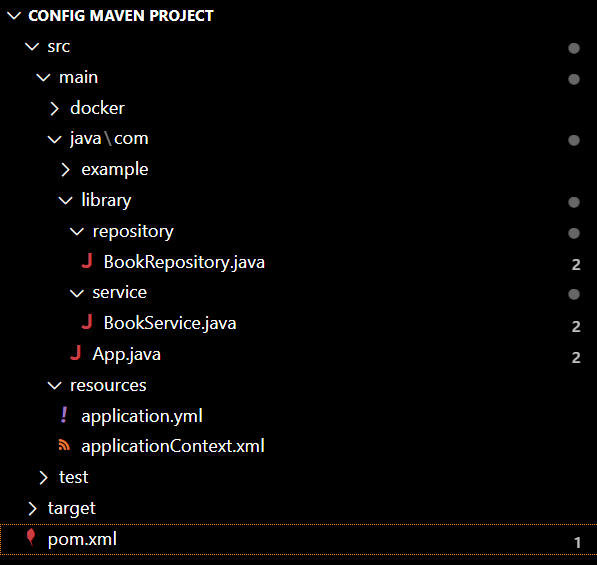 CONFIG MAVEN PROJECT
src
main
docker
java\com
example
library
repository
BookRepository.java 2
service
BookService.java 2
App.java 2
resources
! application.yml
applicationContext.xml
test
target
pom.xml 1